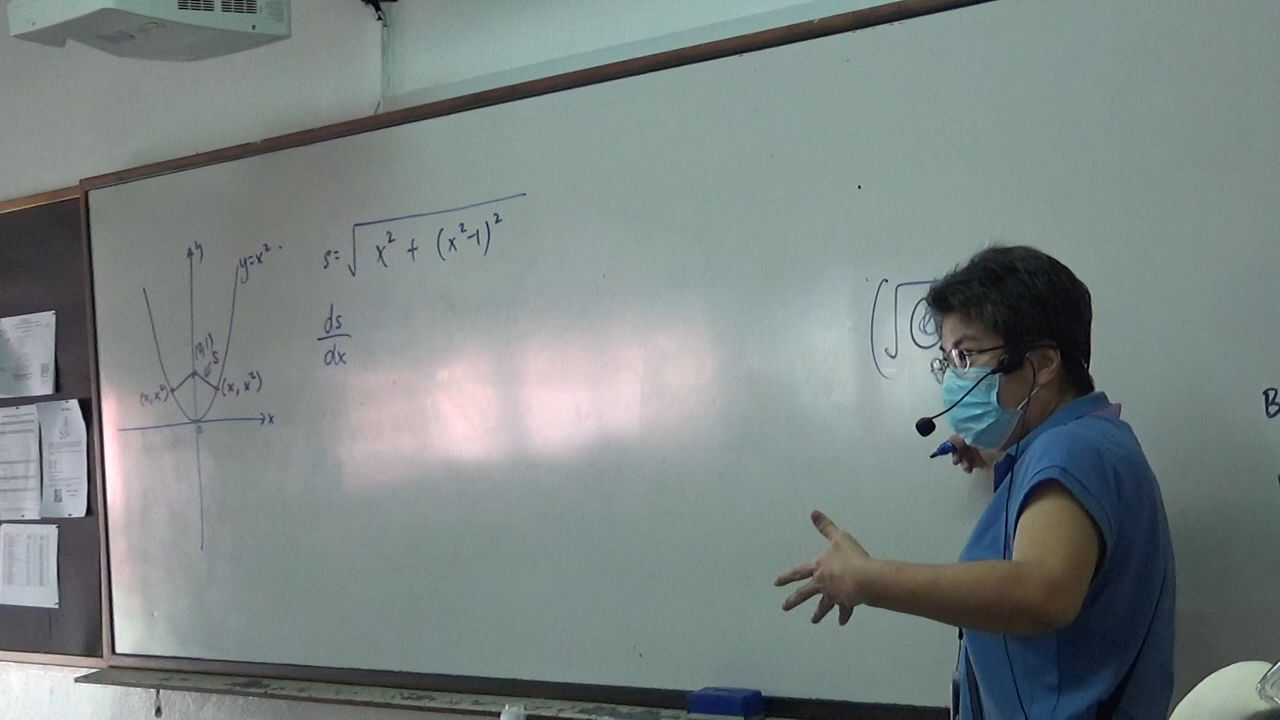 y
y=x².
(0,1)
s
(x, x²)
(x, x²)
x
0
s=√(x² + (x²-1)²)
ds/dx
(√(
B